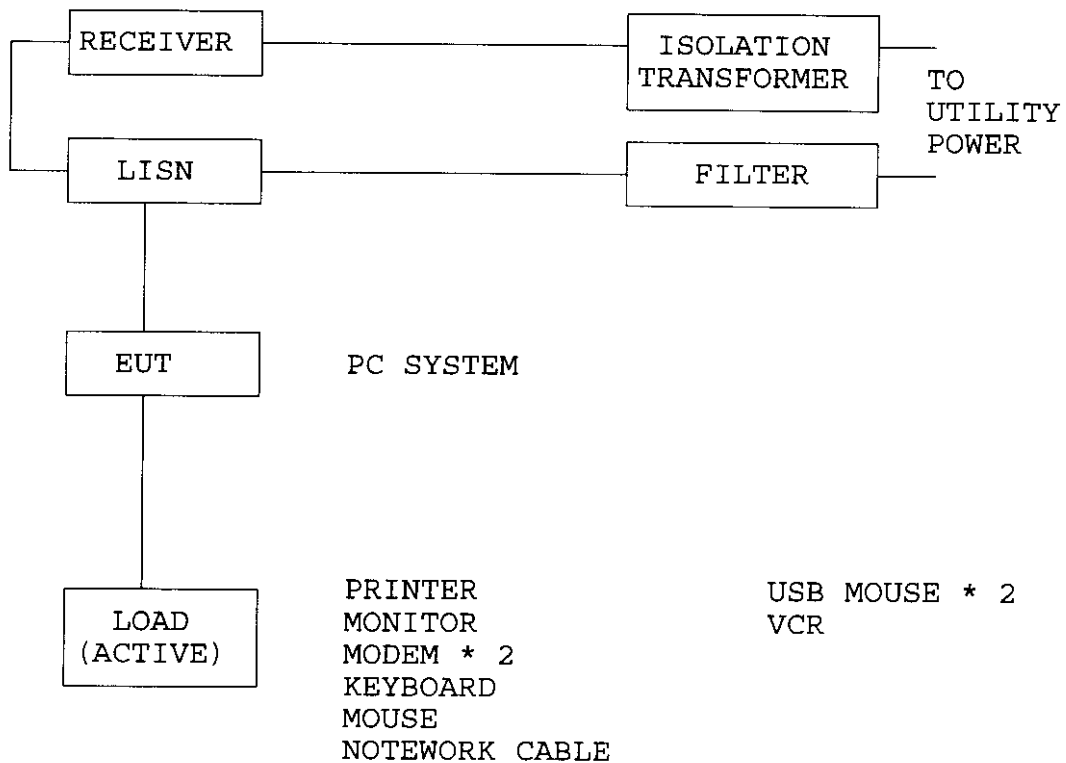 RECEIVER
ISOLATION
TRANSFORMER
TO
UTILITY
POWER
LISN
FILTER
EUT
PC SYSTEM
LOAD
(ACTIVE)
PRINTER
MONITOR
MODEM * 2
KEYBOARD
MOUSE
NOTEWORK CABLE
USB MOUSE * 2
VCR